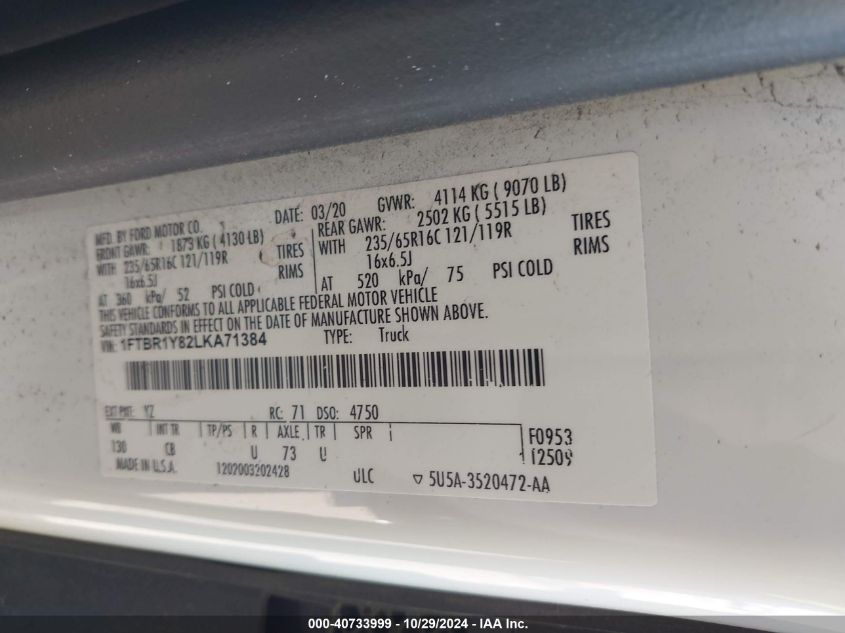 MFD. BY FORD MOTOR CO.
DATE: 03/20 GVWR: 4114 KG ( 9070 LB)
FRONT GAWR: 1873 KG ( 4130 LB)
WITH 235/65R16C 121/119R TIRES
16x6.5J RIMS
AT 360 kPa/ 52 PSI COLD
REAR GAWR: 2502 KG ( 5515 LB)
WITH 235/65R16C 121/119R TIRES
16x6.5J RIMS
AT 520 kPa/ 75 PSI COLD
THIS VEHICLE CONFORMS TO ALL APPLICABLE FEDERAL MOTOR VEHICLE
SAFETY STANDARDS IN EFFECT ON THE DATE OF MANUFACTURE SHOWN ABOVE.
VIN: 1FTBR1Y82LKA71384 TYPE: Truck
EXT PNT: YZ RC: 71 DSO: 4750
WB INT TR TP/PS R AXLE TR SPR
130 CB U 73 U
F0953
12509
MADE IN U.S.A. 1202003202428 ULC 5U5A-3520472-AA
000-40733999 - 10/29/2024 - IAA Inc.